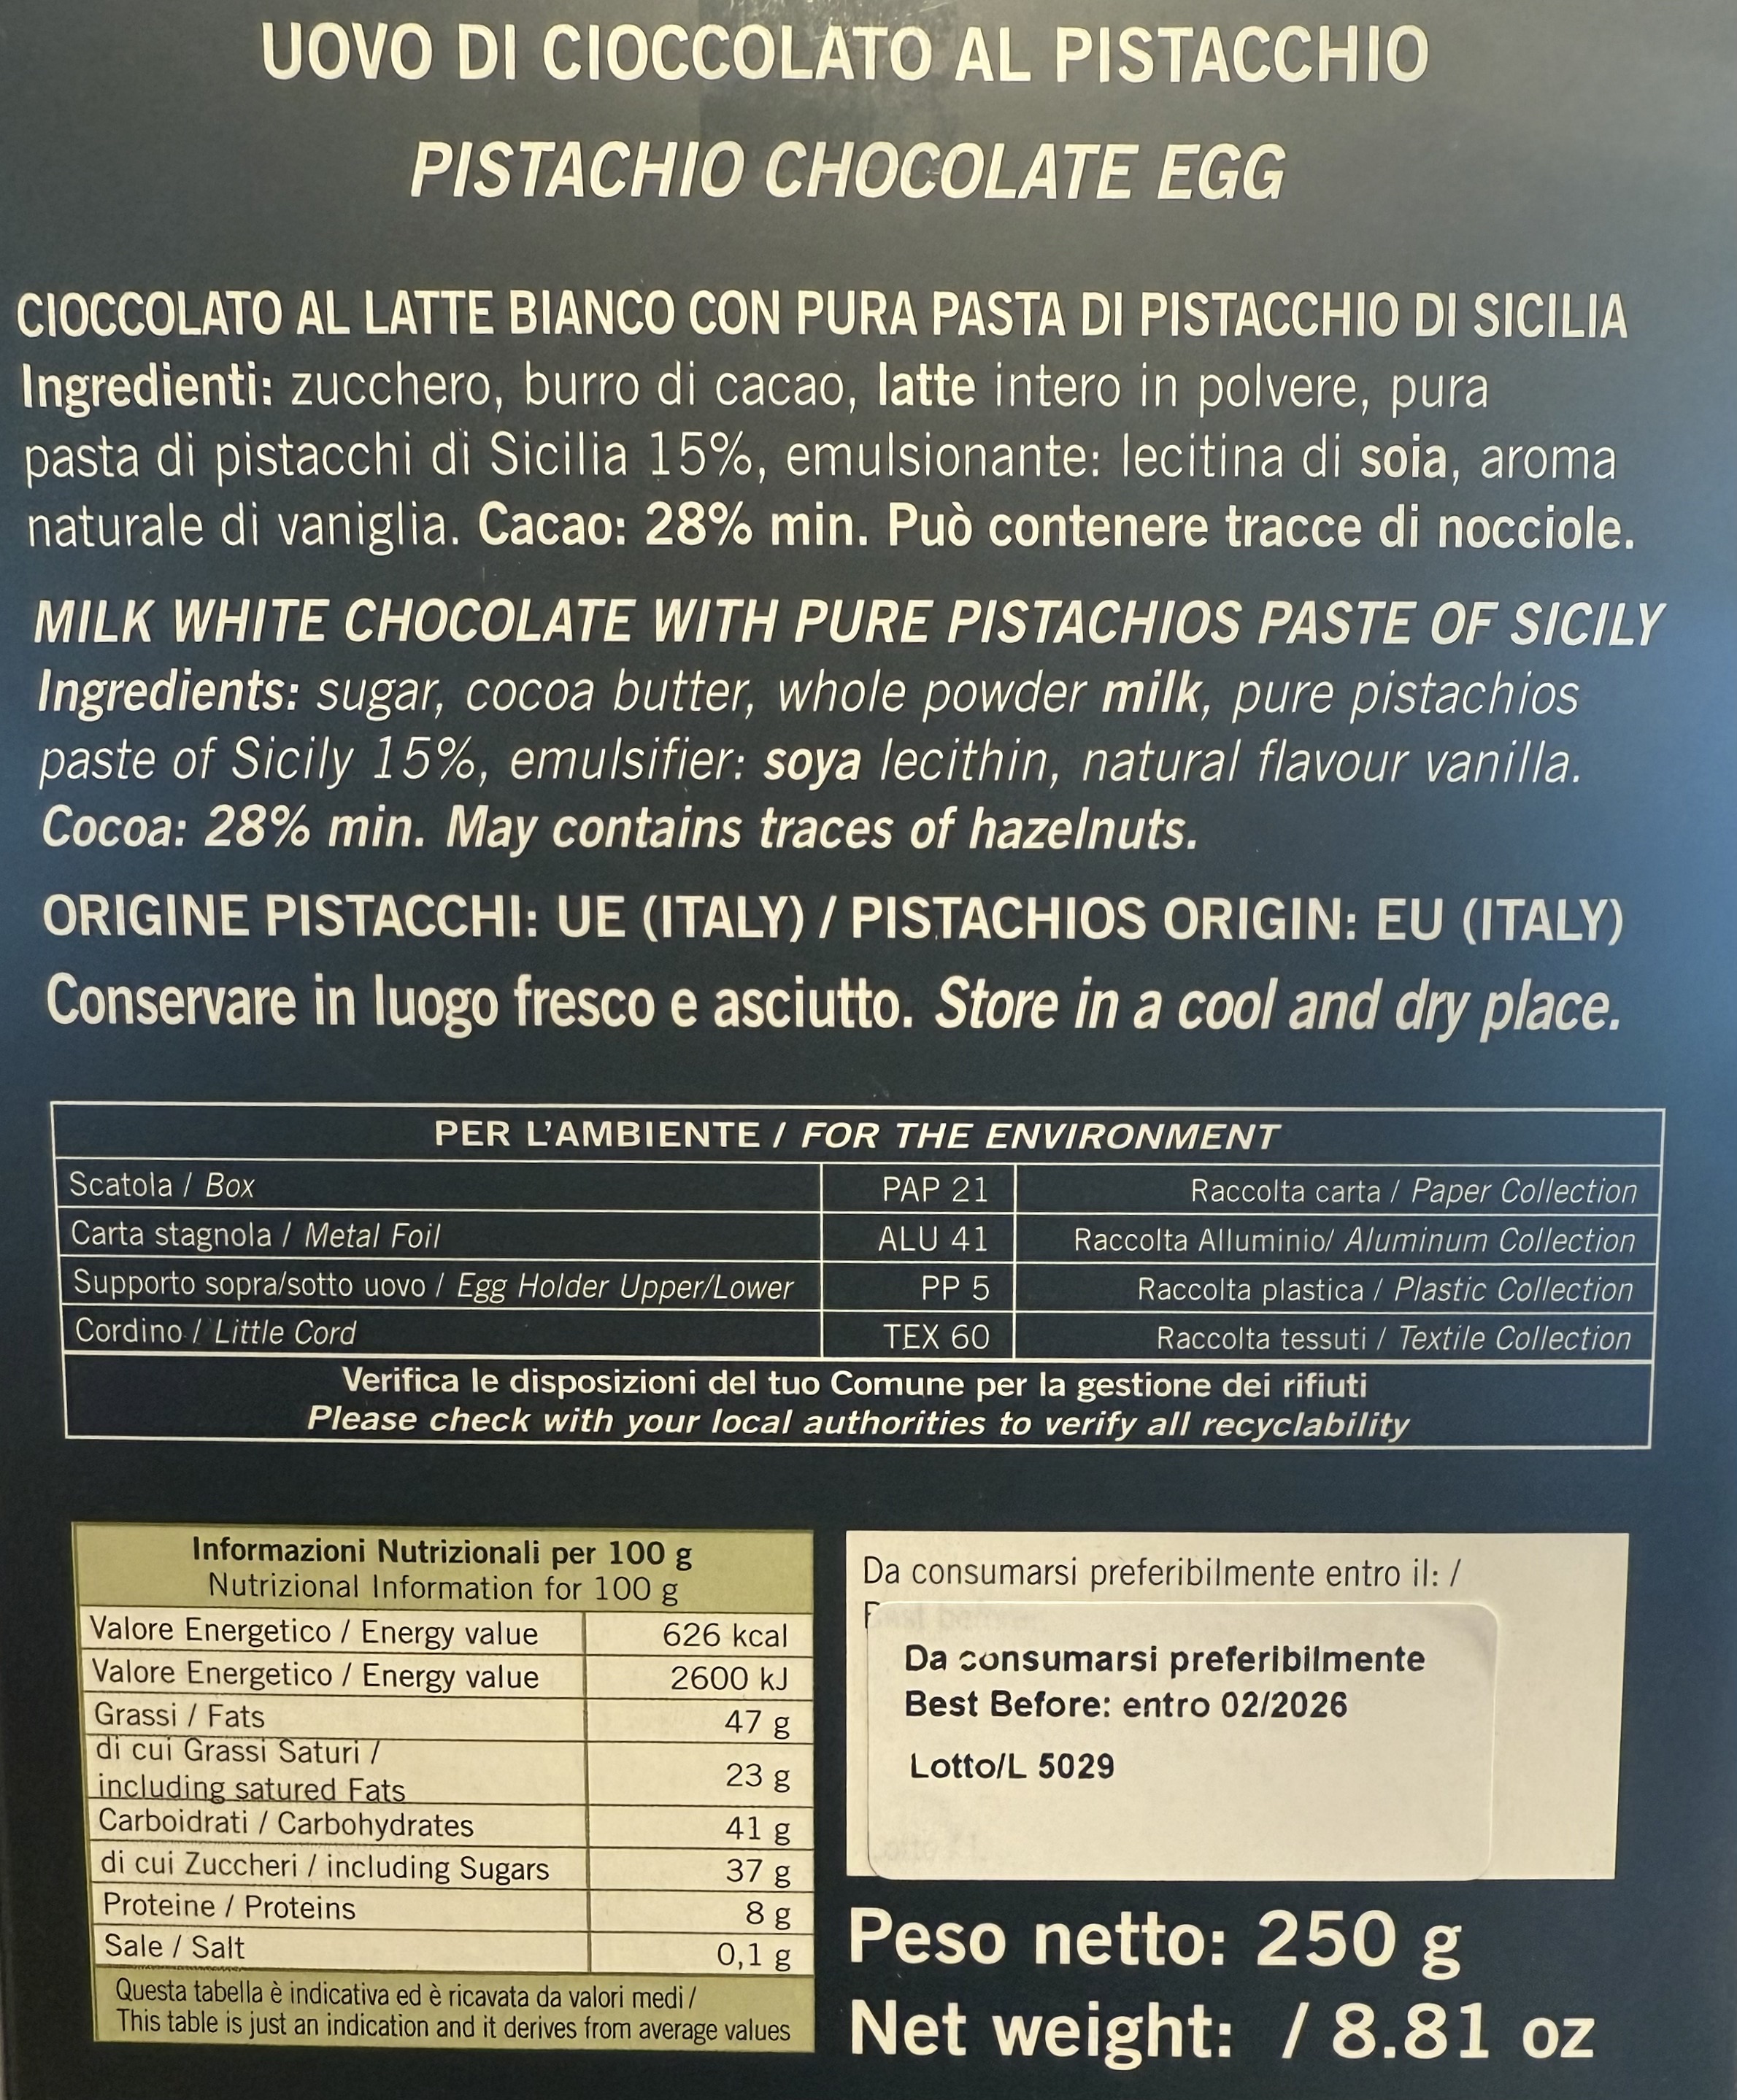 UOVO DI CIOCCOLATO AL PISTACCHIO
PISTACHIO CHOCOLATE EGG
CIOCCOLATO AL LATTE BIANCO CON PURA PASTA DI PISTACCHIO DI SICILIA
Ingredienti: zucchero, burro di cacao, latte intero in polvere, pura
pasta di pistacchi di Sicilia 15%, emulsionante: lecitina di soia, aroma
naturale di vaniglia. Cacao: 28% min. Può contenere tracce di nocciole.
MILK WHITE CHOCOLATE WITH PURE PISTACHIOS PASTE OF SICILY
Ingredients: sugar, cocoa butter, whole powder milk, pure pistachios
paste of Sicily 15%, emulsifier: soya lecithin, natural flavour vanilla.
Cocoa: 28% min. May contains traces of hazelnuts.
ORIGINE PISTACCHI: UE (ITALY) / PISTACHIOS ORIGIN: EU (ITALY)
Conservare in luogo fresco e asciutto. Store in a cool and dry place.
PER L'AMBIENTE / FOR THE ENVIRONMENT
Scatola / Box PAP 21 Raccolta carta / Paper Collection
Carta stagnola / Metal Foil ALU 41 Raccolta Alluminio/ Aluminum Collection
Supporto sopra/sotto uovo / Egg Holder Upper/Lower PP 5 Raccolta plastica / Plastic Collection
Cordino / Little Cord TEX 60 Raccolta tessuti / Textile Collection
Verifica le disposizioni del tuo Comune per la gestione dei rifiuti
Please check with your local authorities to verify all recyclability
Informazioni Nutrizionali per 100 g
Nutrizional Information for 100 g
Valore Energetico / Energy value 626 kcal
Valore Energetico / Energy value 2600 kJ
Grassi / Fats 47 g
di cui Grassi Saturi /
including satured Fats 23 g
Carboidrati / Carbohydrates 41 g
di cui Zuccheri / including Sugars 37 g
Proteine / Proteins 8 g
Sale / Salt 0,1 g
Questa tabella è indicativa ed è ricavata da valori medi /
This table is just an indication and it derives from average values
Da consumarsi preferibilmente entro il: /
Da consumarsi preferibilmente
Best Before: entro 02/2026
Lotto/L 5029
Peso netto: 250 g
Net weight: / 8.81 oz